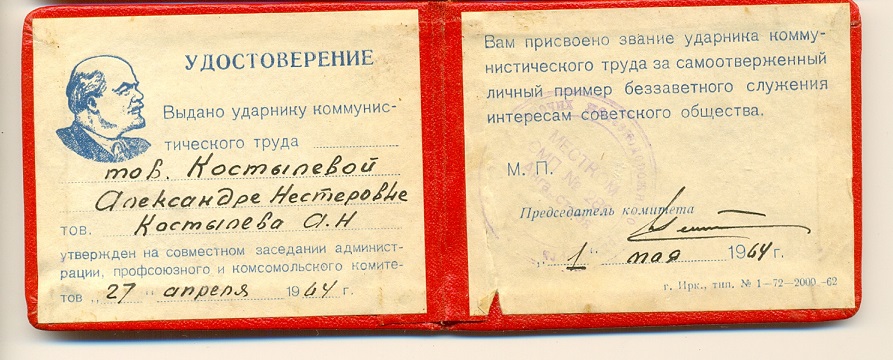 УДОСТОВЕРЕНИЕ
Выдано ударнику коммунис-
тического труда
тов. Костылевой
Александре Нестеровне
тов. Костылева А.Н
утвержден на совместном заседании админист-
рации, профсоюзного и комсомольского комите-
тов „27" апреля 1964 г.
Вам присвоено звание ударника комму-
нистического труда за самоотверженный
личный пример беззаветного служения
интересам советского общества.
МЕСТКОМ
М. П.
Председатель комитета
„1" мая 1964 г.
г. Ирк., тип. № 1—72—2000 -62